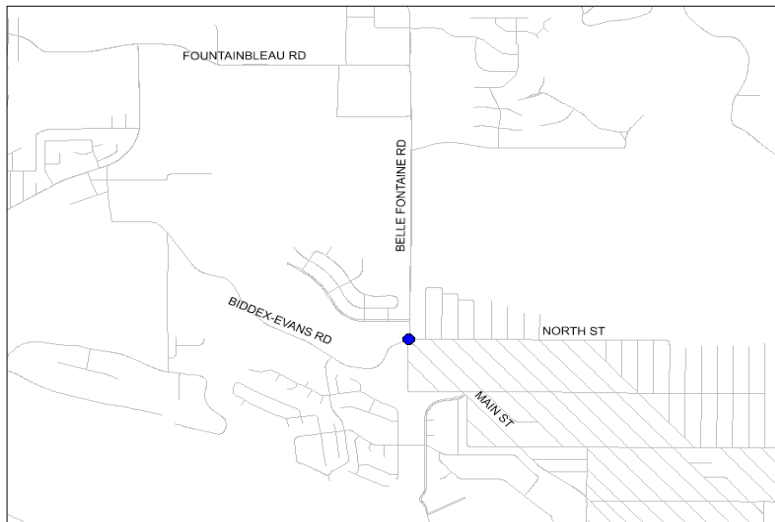 FOUNTAINBLEAU RD
BELLE FONTAINE RD
BIDDEX-EVANS RD
NORTH ST
MAIN ST